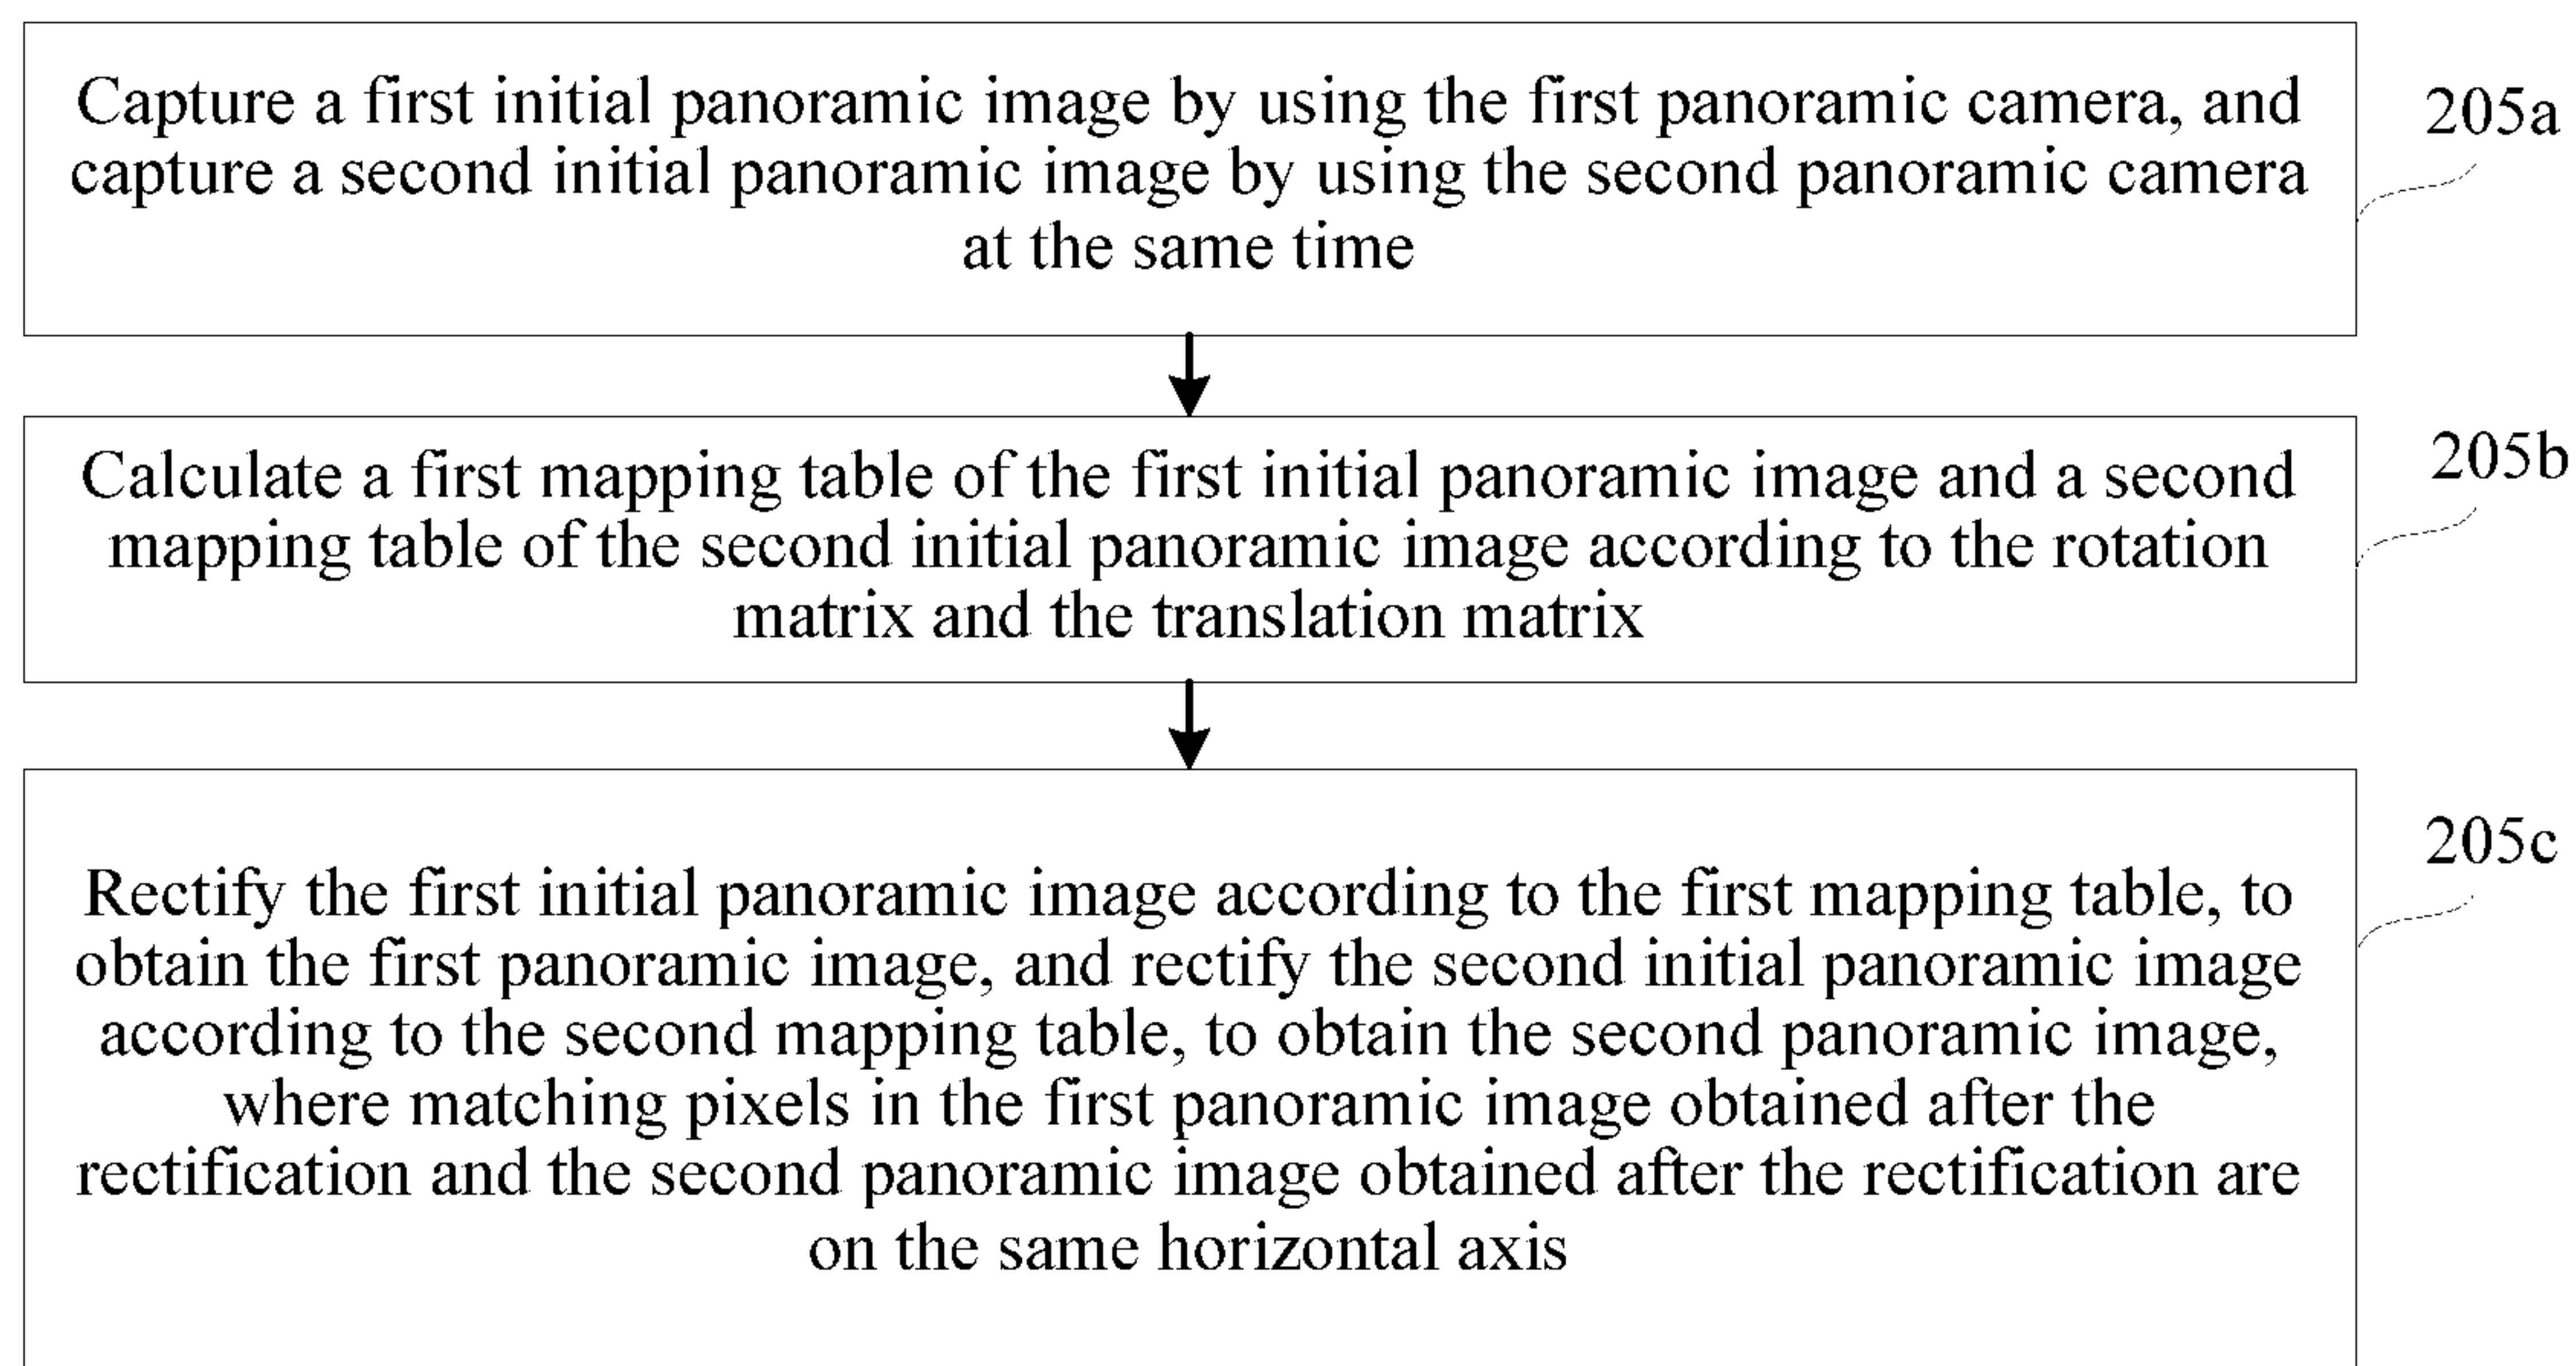 Capture a first initial panoramic image by using the first panoramic camera, and
capture a second initial panoramic image by using the second panoramic camera
at the same time
205a
Calculate a first mapping table of the first initial panoramic image and a second
mapping table of the second initial panoramic image according to the rotation
matrix and the translation matrix
205b
Rectify the first initial panoramic image according to the first mapping table, to
obtain the first panoramic image, and rectify the second initial panoramic image
according to the second mapping table, to obtain the second panoramic image,
where matching pixels in the first panoramic image obtained after the
rectification and the second panoramic image obtained after the rectification are
on the same horizontal axis
205c